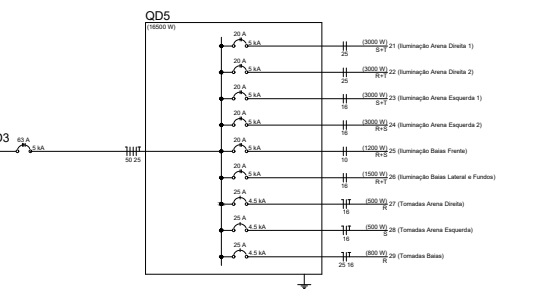 QD5
(16500 W)
20 A
5 kA
(3000 W)
S+T
21 (Iluminação Arena Direita 1)
25
20 A
5 kA
(3000 W)
R+T
22 (Iluminação Arena Direita 2)
25
20 A
5 kA
(3000 W)
S+T
23 (Iluminação Arena Esquerda 1)
16
20 A
5 kA
(3000 W)
R+S
24 (Iluminação Arena Esquerda 2)
16
D3
63 A
5 kA
50 25
20 A
5 kA
(1200 W)
R+S
25 (Iluminação Baias Frente)
10
20 A
5 kA
(1500 W)
R+T
26 (Iluminação Baias Lateral e Fundos)
16
25 A
4.5 kA
(500 W)
R
27 (Tomadas Arena Direita)
16
25 A
4.5 kA
(500 W)
S
28 (Tomadas Arena Esquerda)
16
25 A
4.5 kA
(800 W)
R
29 (Tomadas Baias)
25 16